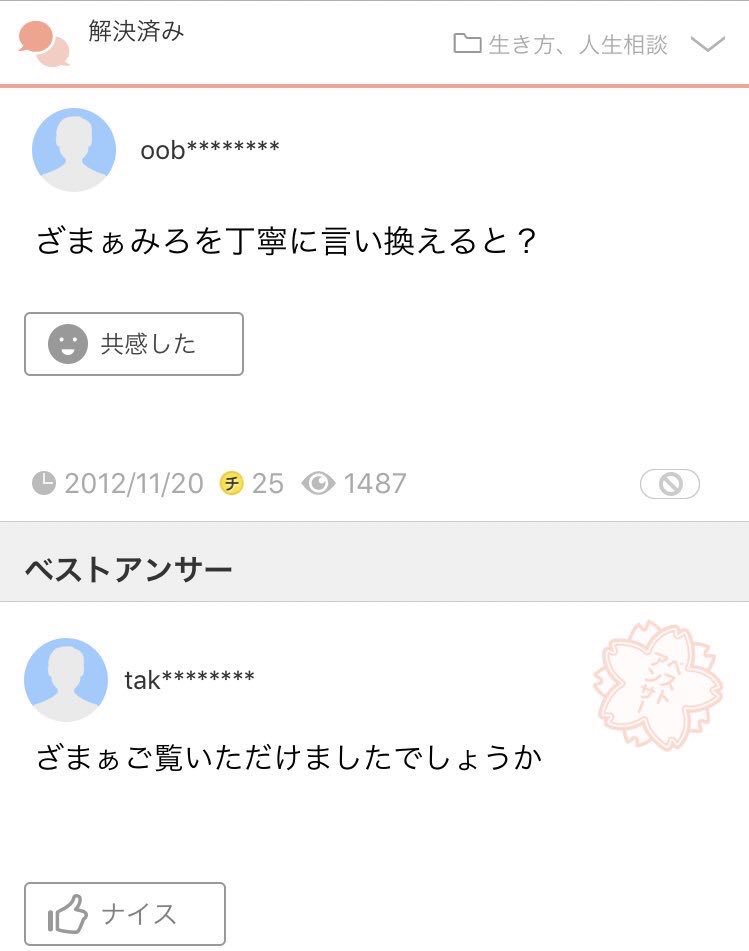 解決済み
生き方、人生相談
oob********
ざまぁみろを丁寧に言い換えると？
共感した
2012/11/20 チ 25 1487
ベストアンサー
tak********
ベストアンサー
ざまぁご覧いただけましたでしょうか
ナイス